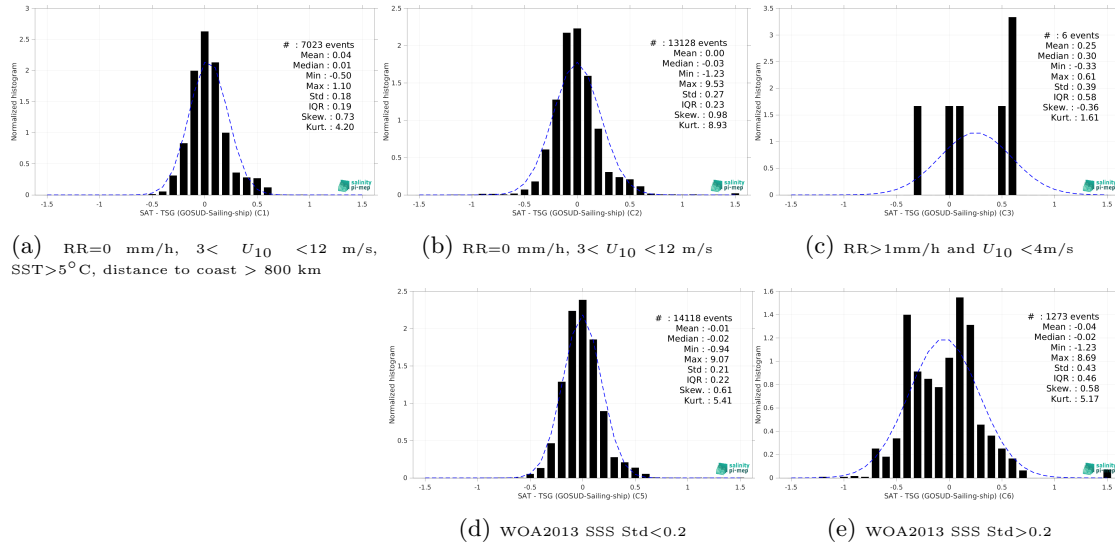 3
2.5
2
1.5
1
0.5
0
Normalized histogram
# : 7023 events
Mean : 0.04
Median : 0.01
Min : -0.50
Max : 1.10
Std : 0.18
IQR : 0.19
Skew. : 0.73
Kurt. : 4.20
salinity
pi-mep
-1.5 -1 -0.5 0 0.5 1 1.5
SAT - TSG (GOSUD-Sailing-ship) (C1)
(a) RR=0 mm/h, 3< U10 <12 m/s,
SST>5°C, distance to coast > 800 km
2.5
2
1.5
1
0.5
0
Normalized histogram
# : 13128 events
Mean : 0.00
Median : -0.03
Min : -1.23
Max : 9.53
Std : 0.27
IQR : 0.23
Skew. : 0.98
Kurt. : 8.93
salinity
pi-mep
-1.5 -1 -0.5 0 0.5 1 1.5
SAT - TSG (GOSUD-Sailing-ship) (C2)
(b) RR=0 mm/h, 3< U10 <12 m/s
3.5
3
2.5
2
1.5
1
0.5
0
Normalized histogram
# : 6 events
Mean : 0.25
Median : 0.30
Min : -0.33
Max : 0.61
Std : 0.39
IQR : 0.58
Skew. : -0.36
Kurt. : 1.61
salinity
pi-mep
-1.5 -1 -0.5 0 0.5 1 1.5
SAT - TSG (GOSUD-Sailing-ship) (C3)
(c) RR>1mm/h and U10 <4m/s
2.5
2
1.5
1
0.5
0
Normalized histogram
# : 14118 events
Mean : -0.01
Median : -0.02
Min : -0.94
Max : 9.07
Std : 0.21
IQR : 0.22
Skew. : 0.61
Kurt. : 5.41
salinity
pi-mep
-1.5 -1 -0.5 0 0.5 1 1.5
SAT - TSG (GOSUD-Sailing-ship) (C5)
(d) WOA2013 SSS Std<0.2
1.6
1.4
1.2
1
0.8
0.6
0.4
0.2
0
Normalized histogram
# : 1273 events
Mean : -0.04
Median : -0.02
Min : -1.23
Max : 8.69
Std : 0.43
IQR : 0.46
Skew. : 0.58
Kurt. : 5.17
salinity
pi-mep
-1.5 -1 -0.5 0 0.5 1 1.5
SAT - TSG (GOSUD-Sailing-ship) (C6)
(e) WOA2013 SSS Std>0.2